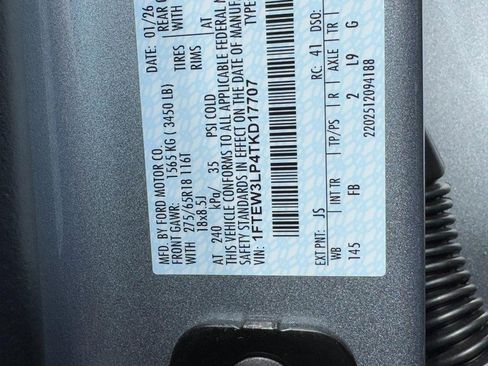 MFD. BY FORD MOTOR CO.
DATE: 01/26
FRONT GAWR:
REAR G
1565 KG ( 3450 LB)
WITH
275/65R18 116T
TIRES
WITH
18x8.5J
RIMS
AT 240 kPa/ 35 PSI COLD
AT
THIS VEHICLE CONFORMS TO ALL APPLICABLE FEDERAL M
SAFETY STANDARDS IN EFFECT ON THE DATE OF MANUF
VIN: 1FTEW3LP4TKD17707
TYPE
EXT PNT: JS
RC: 41
DSO:
WB
INT TR
TP/PS
R
AXLE
TR
145
FB
2
L9
G
2202512094188